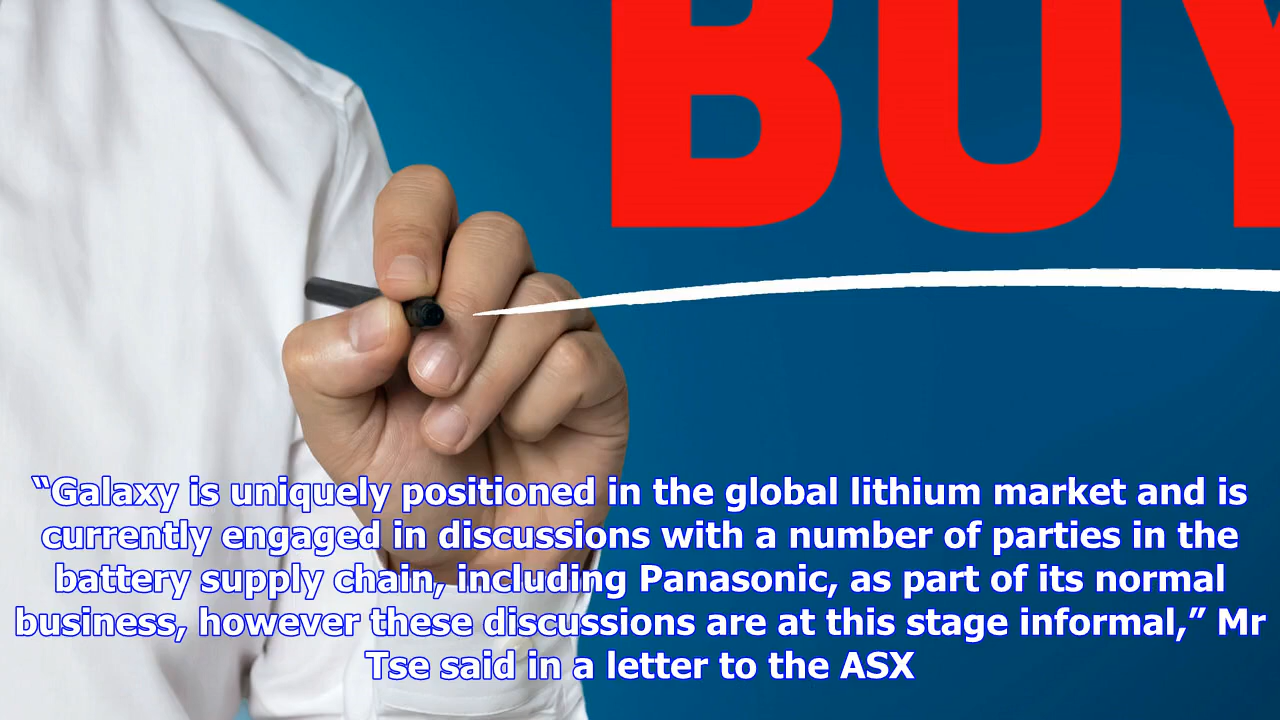 BUY
“Galaxy is uniquely positioned in the global lithium market and is
currently engaged in discussions with a number of parties in the
battery supply chain, including Panasonic, as part of its normal
business, however these discussions are at this stage informal,” Mr
Tse said in a letter to the ASX